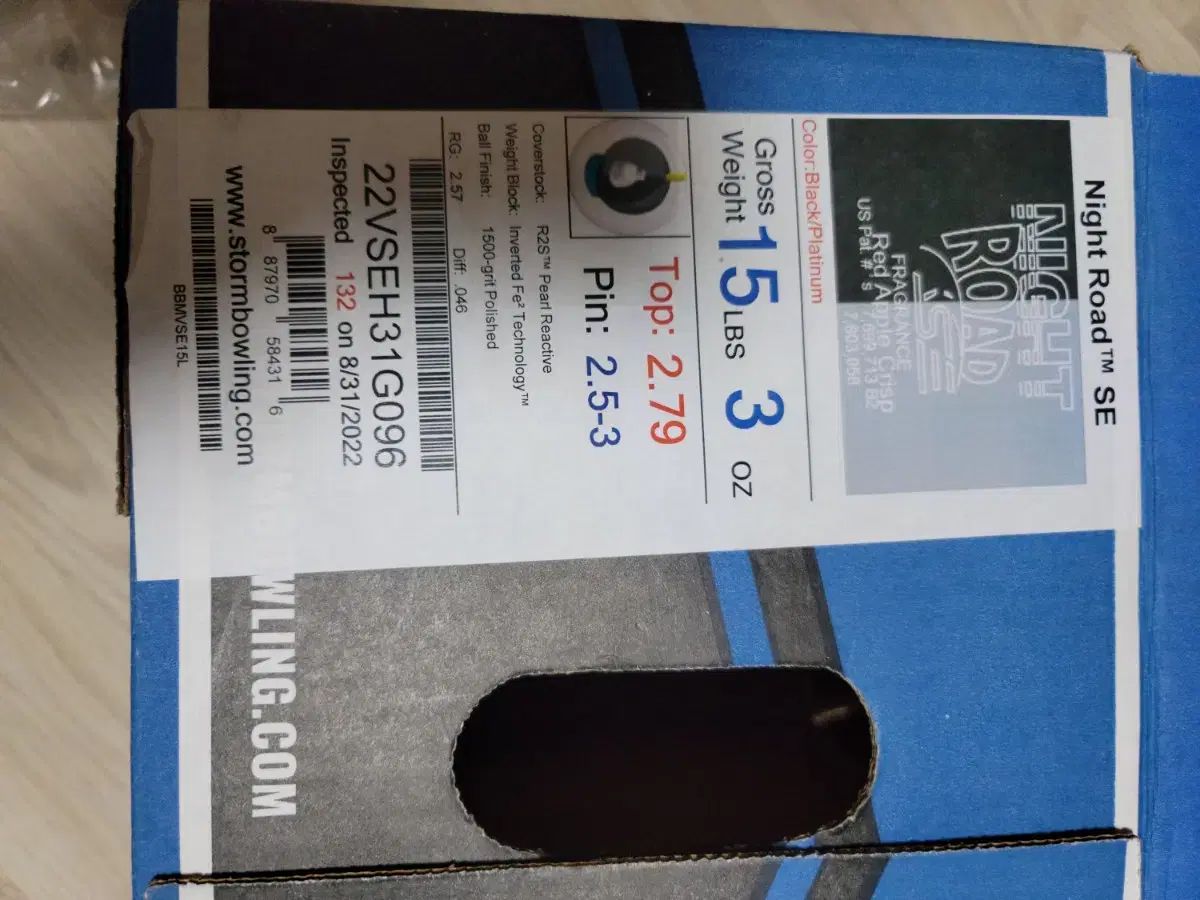 Night Road™ SE
NIGHT
ROAD
SE
FRAGRANCE
Red Apple Crisp
US Pat. # 's
Color:Black/Platinum
Gross Weight 15 LBS 3 OZ
Top: 2.79
Pin: 2.5-3
Coverstock: R2S™ Pearl Reactive
Weight Block: Inverted Fe² Technology™
Ball Finish: 1500-grit Polished
RG: 2.57 Diff: .046
22VSEH31G096
Inspected 132 on 8/31/2022
8 87970 58431 6
www.stormbowling.com
BBMVSE15L
WLING.COM